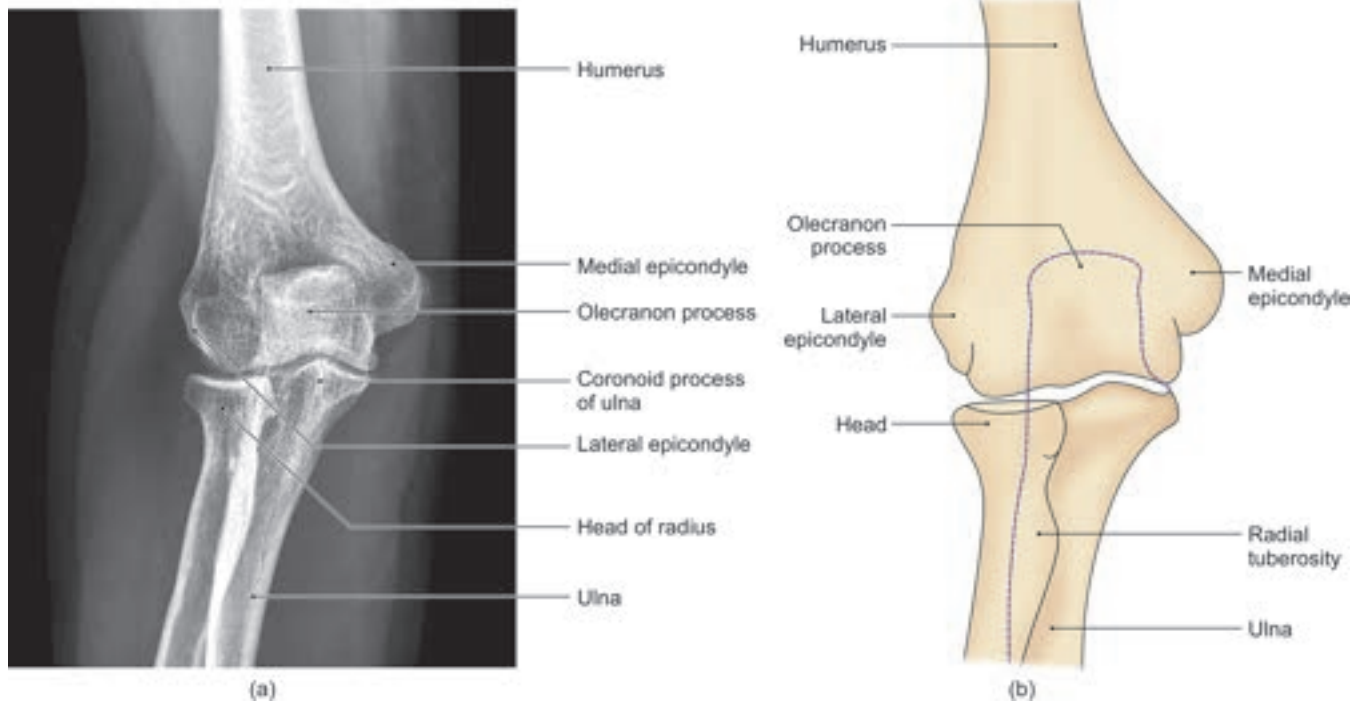 Humerus
Medial epicondyle
Olecranon process
Coronoid process
of ulna
Lateral epicondyle
Head of radius
Ulna
(a)
Humerus
Olecranon
process
Medial
epicondyle
Lateral
epicondyle
Head
Radial
tuberosity
Ulna
(b)